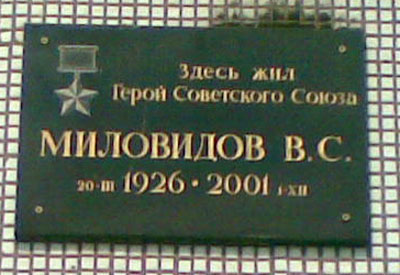 Здесь жил
Герой Советского Союза
МИЛОВИДОВ В.С.
20-III 1926 • 2001 1-XII